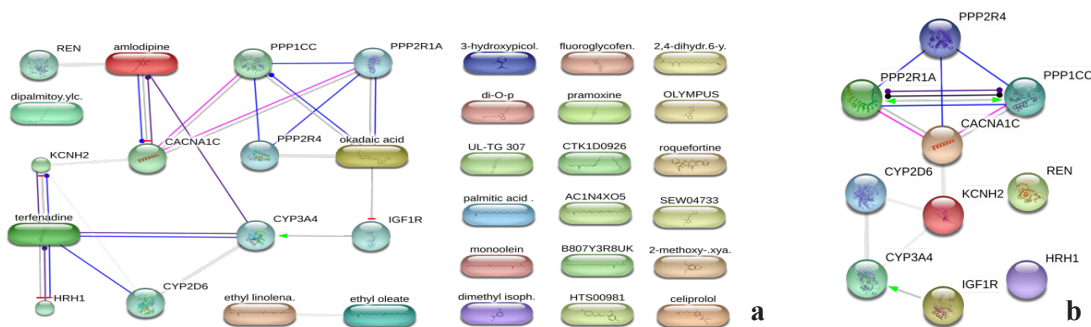 REN
amlodipine
PPP1CC
PPP2R1A
dipalmitoy.ylc.
CACNA1C
PPP2R4
okadaic acid
KCNH2
terfenadine
CYP3A4
IGF1R
HRH1
CYP2D6
ethyl linolena.
ethyl oleate
3-hydroxypicol.
fluoroglycofen.
2,4-dihydr.6-y.
di-O-p
pramoxine
OLYMPUS
UL-TG 307
CTK1D0926
roquefortine
palmitic acid .
AC1N4XO5
SEW04733
monoolein
B807Y3R8UK
2-methoxy-.xya.
dimethyl isoph.
HTS00981
celiprolol
a
PPP2R4
PPP2R1A
PPP1CC
CACNA1C
CYP2D6
KCNH2
REN
CYP3A4
HRH1
IGF1R
b